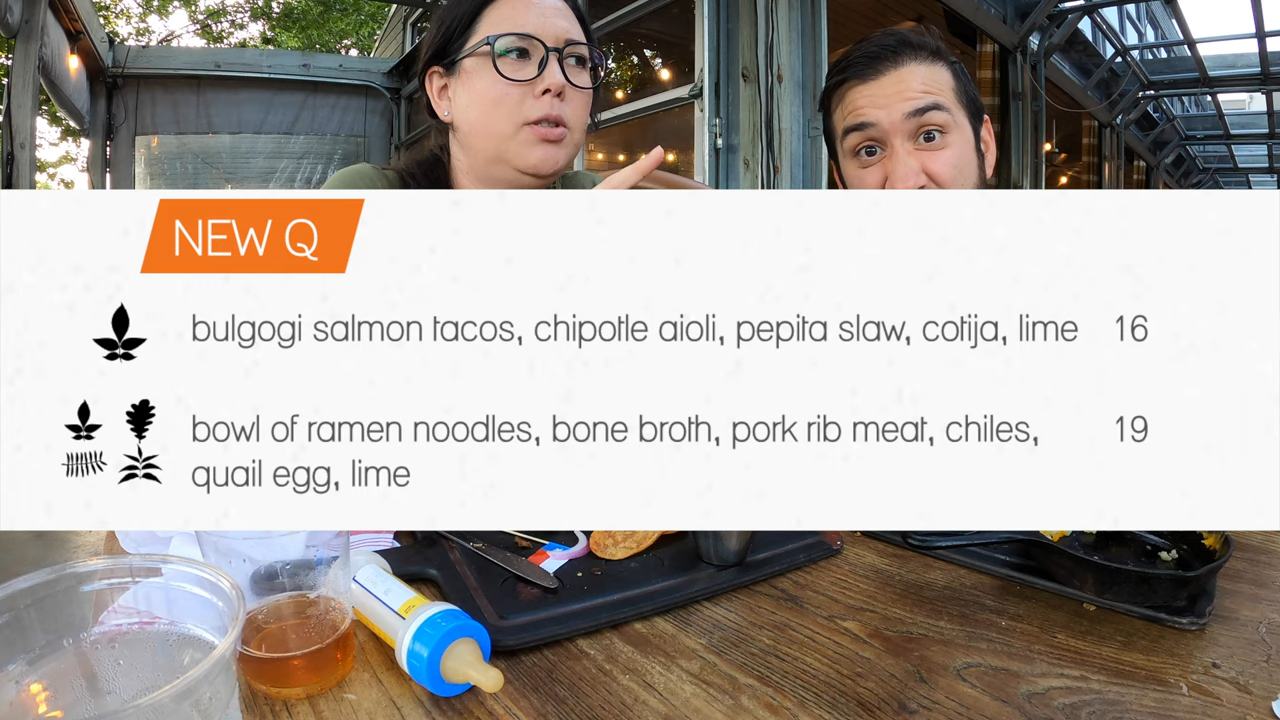 NEW Q
bulgogi salmon tacos, chipotle aioli, pepita slaw, cotija, lime 16
bowl of ramen noodles, bone broth, pork rib meat, chiles, 19
quail egg, lime